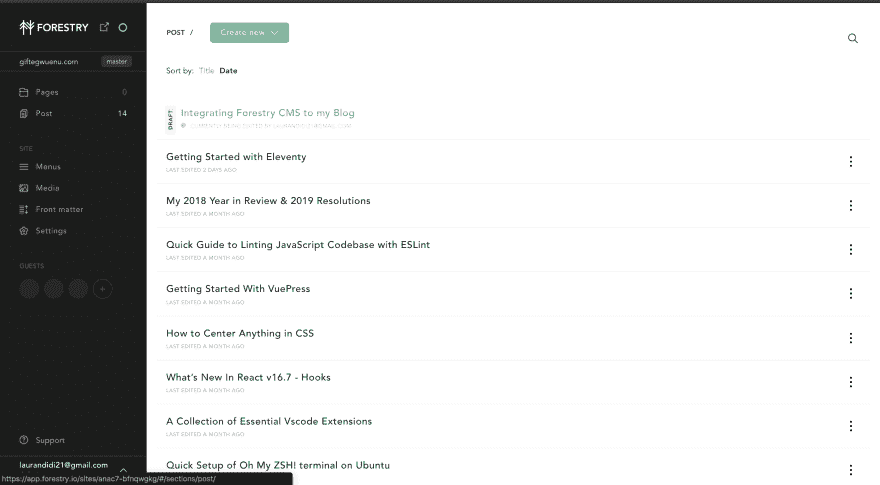 FORESTRY
giftegwuenu.com master
Pages 0
Post 14
SITE
Menus
Media
Front matter
Settings
GUESTS
Support
laurandidi21@gmail.com
https://app.forestry.io/sites/anac7-bfnqwgkg/#/sections/post/
POST / Create new
Sort by: Title Date
DRAFT
Integrating Forestry CMS to my Blog
Getting Started with Eleventy
LAST EDITED 2 DAYS AGO
My 2018 Year in Review & 2019 Resolutions
LAST EDITED A MONTH AGO
Quick Guide to Linting JavaScript Codebase with ESLint
LAST EDITED A MONTH AGO
Getting Started With VuePress
LAST EDITED A MONTH AGO
How to Center Anything in CSS
LAST EDITED A MONTH AGO
What's New In React v16.7 - Hooks
LAST EDITED A MONTH AGO
A Collection of Essential Vscode Extensions
LAST EDITED A MONTH AGO
Quick Setup of Oh My ZSH! terminal on Ubuntu